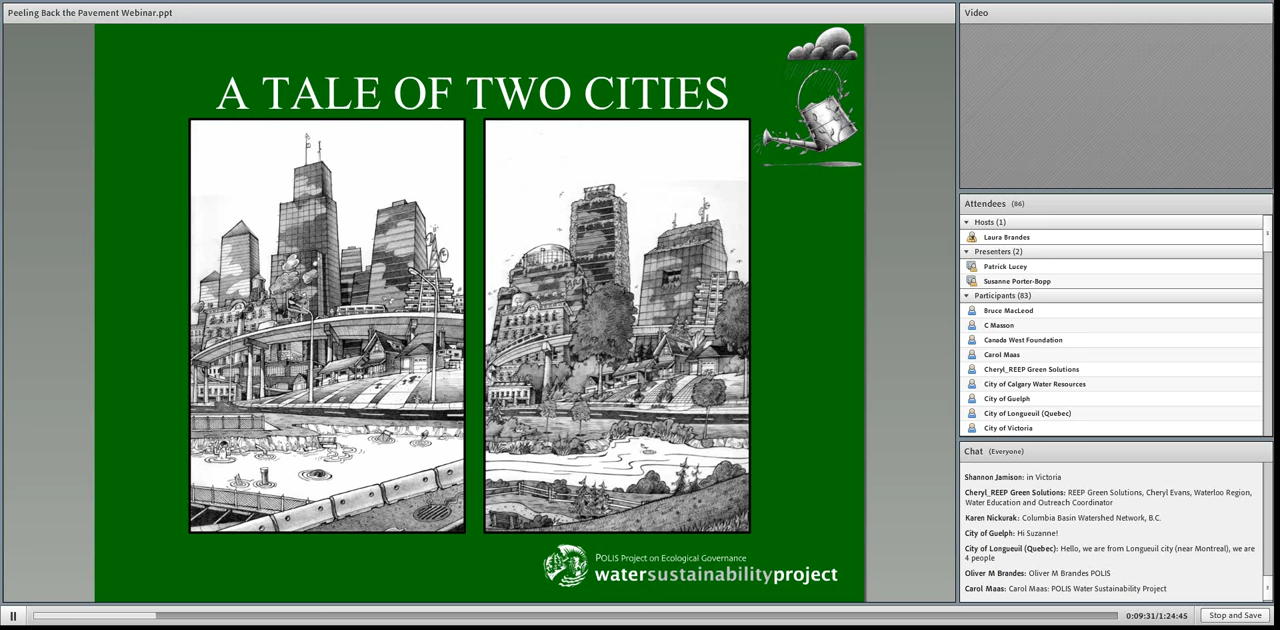 Peeling Back the Pavement Webinar.ppt
A TALE OF TWO CITIES
POLIS Project on Ecological Governance
watersustainabilityproject
Video
Attendees (86)
Hosts (1)
Laura Brandes
Presenters (2)
Patrick Lucey
Susanne Porter-Bopp
Participants (83)
Bruce MacLeod
C Masson
Canada West Foundation
Carol Maas
Cheryl_REEP Green Solutions
City of Calgary Water Resources
City of Guelph
City of Longueuil (Quebec)
City of Victoria
Chat (Everyone)
Shannon Jamison: in Victoria
Cheryl_REEP Green Solutions: REEP Green Solutions, Cheryl Evans, Waterloo Region,
Water Education and Outreach Coordinator
Karen Nickurak: Columbia Basin Watershed Network, B.C.
City of Guelph: Hi Suzanne!
City of Longueuil (Quebec): Hello, we are from Longueuil city (near Montreal), we are
4 people
Oliver M Brandes: Oliver M Brandes POLIS
Carol Maas: Carol Maas: POLIS Water Sustainability Project
0:09:31/1:24:45
Stop and Save